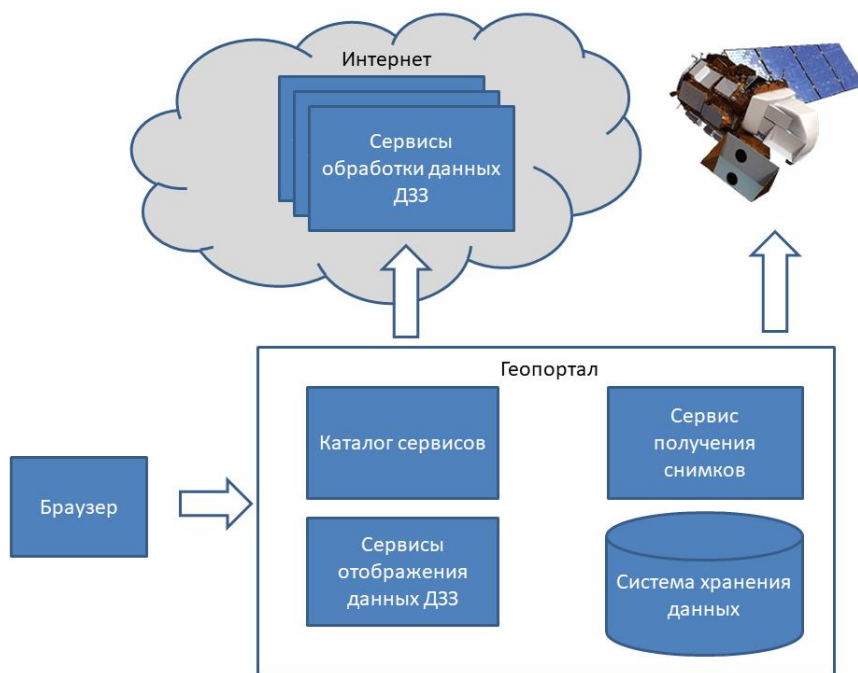 Интернет
Сервисы
обработки данных
ДЗЗ
Геопортал
Каталог сервисов
Сервис
получения
снимков
Браузер
Сервисы
отображения
данных ДЗЗ
Система хранения
данных